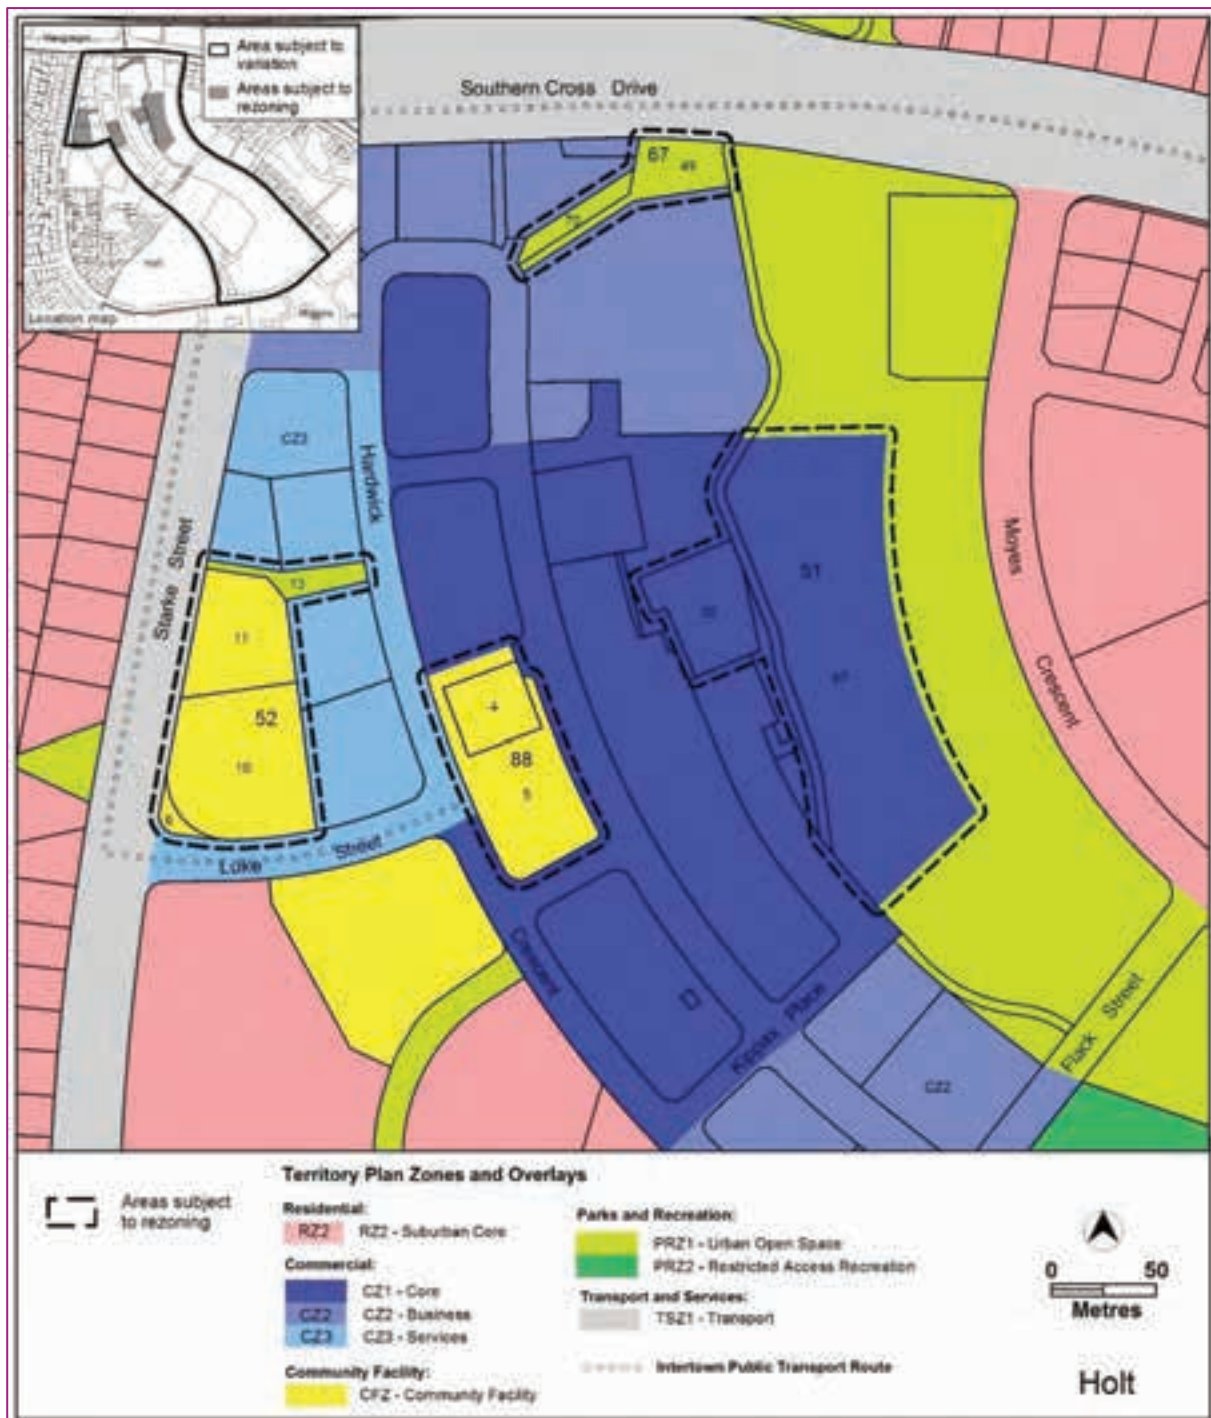 Area subject to
variation
Areas subject to
rezoning
Location map
Southern Cross Drive
67
49
CZ3
Hardwick
Starke Street
13
11
52
10
6
Luke Street
4
88
5
51
Moyes
Crescent
Crescent
Kippax Place
Flack Street
CZ2
Areas subject
to rezoning
Territory Plan Zones and Overlays
Residential:
RZ2 RZ2 - Suburban Core
Commercial:
CZ1 - Core
CZ2 CZ2 - Business
CZ3 CZ3 - Services
Community Facility:
CFZ - Community Facility
Parks and Recreation:
PRZ1 - Urban Open Space
PRZ2 - Restricted Access Recreation
Transport and Services:
TSZ1 - Transport
Intertown Public Transport Route
0 50
Metres
Holt